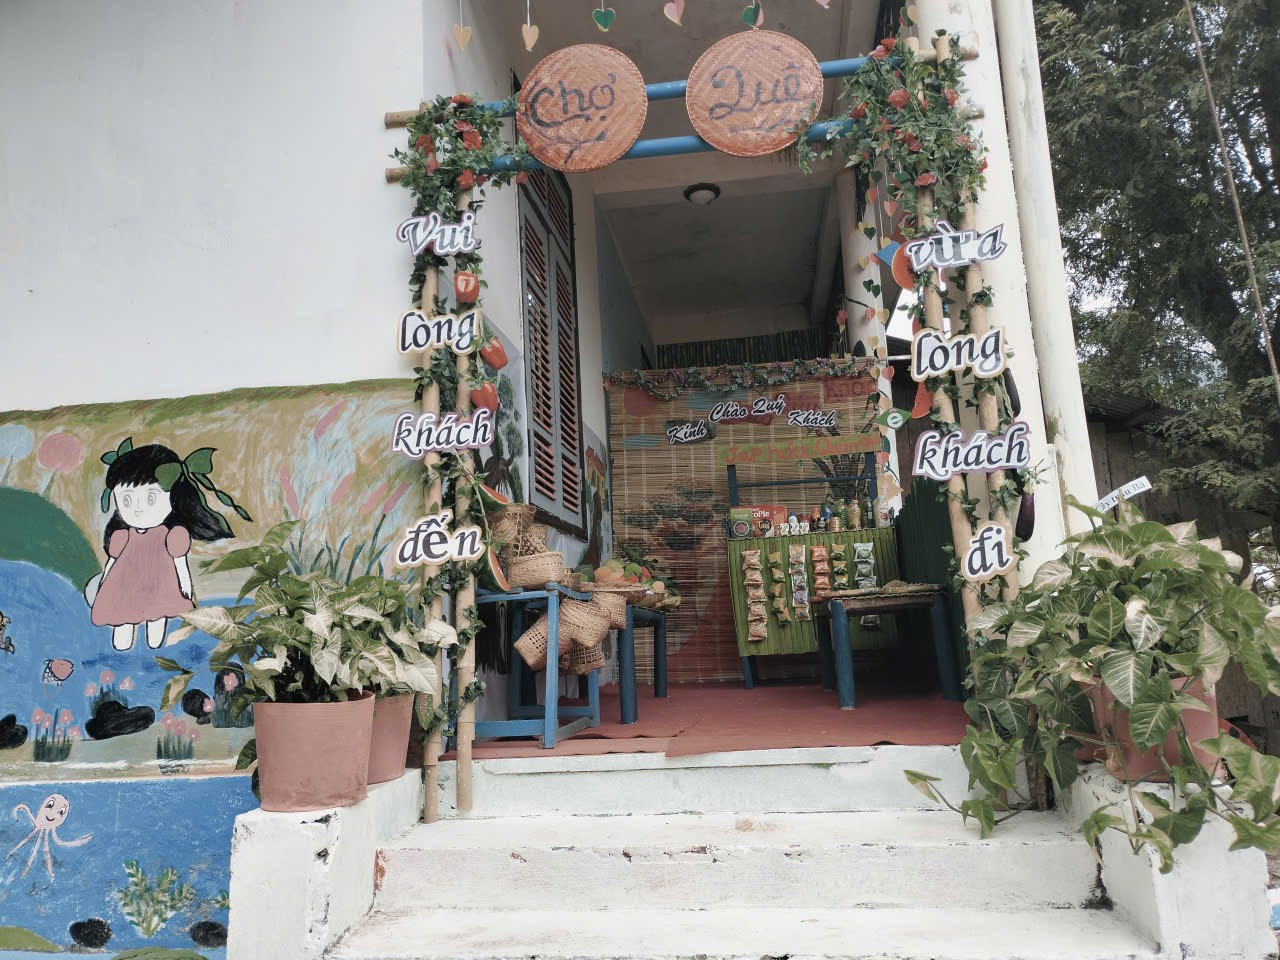 Chợ Quê
Vui lòng khách đến
vừa lòng khách đi
Kính Chào Quý Khách